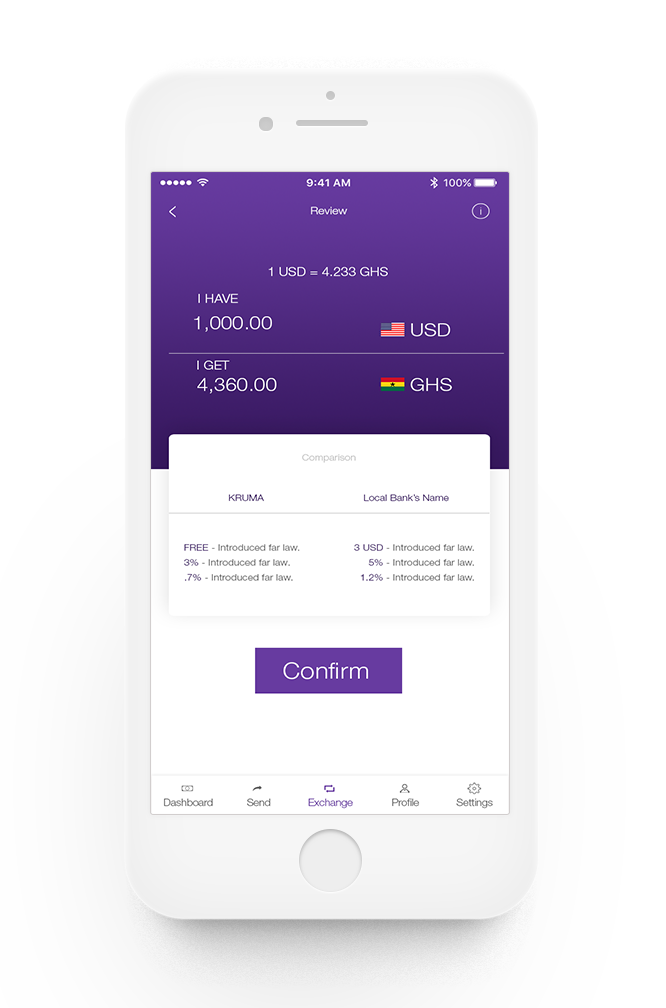 9:41 AM
100%
Review
1 USD = 4.233 GHS
I HAVE
1,000.00
USD
I GET
4,360.00
GHS
Comparison
KRUMA Local Bank's Name
FREE - Introduced far law. 3 USD - Introduced far law.
3% - Introduced far law. 5% - Introduced far law.
.7% - Introduced far law. 1.2% - Introduced far law.
Confirm
Dashboard Send Exchange Profile Settings